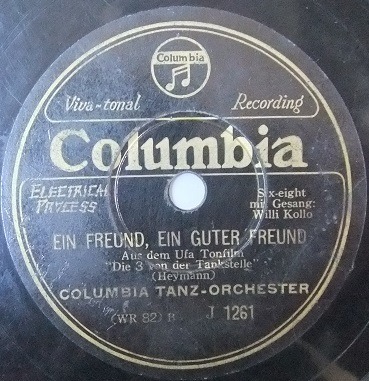 Columbia
Viva-tonal Recording
Columbia
ELECTRICAL
PROCESS
Six-eight
mit Gesang:
Willi Kollo
EIN FREUND, EIN GUTER FREUND
Aus dem Ufa Tonfilm
"Die 3 von der Tankstelle"
(Heymann)
COLUMBIA TANZ-ORCHESTER
(WR 82) B J 1261